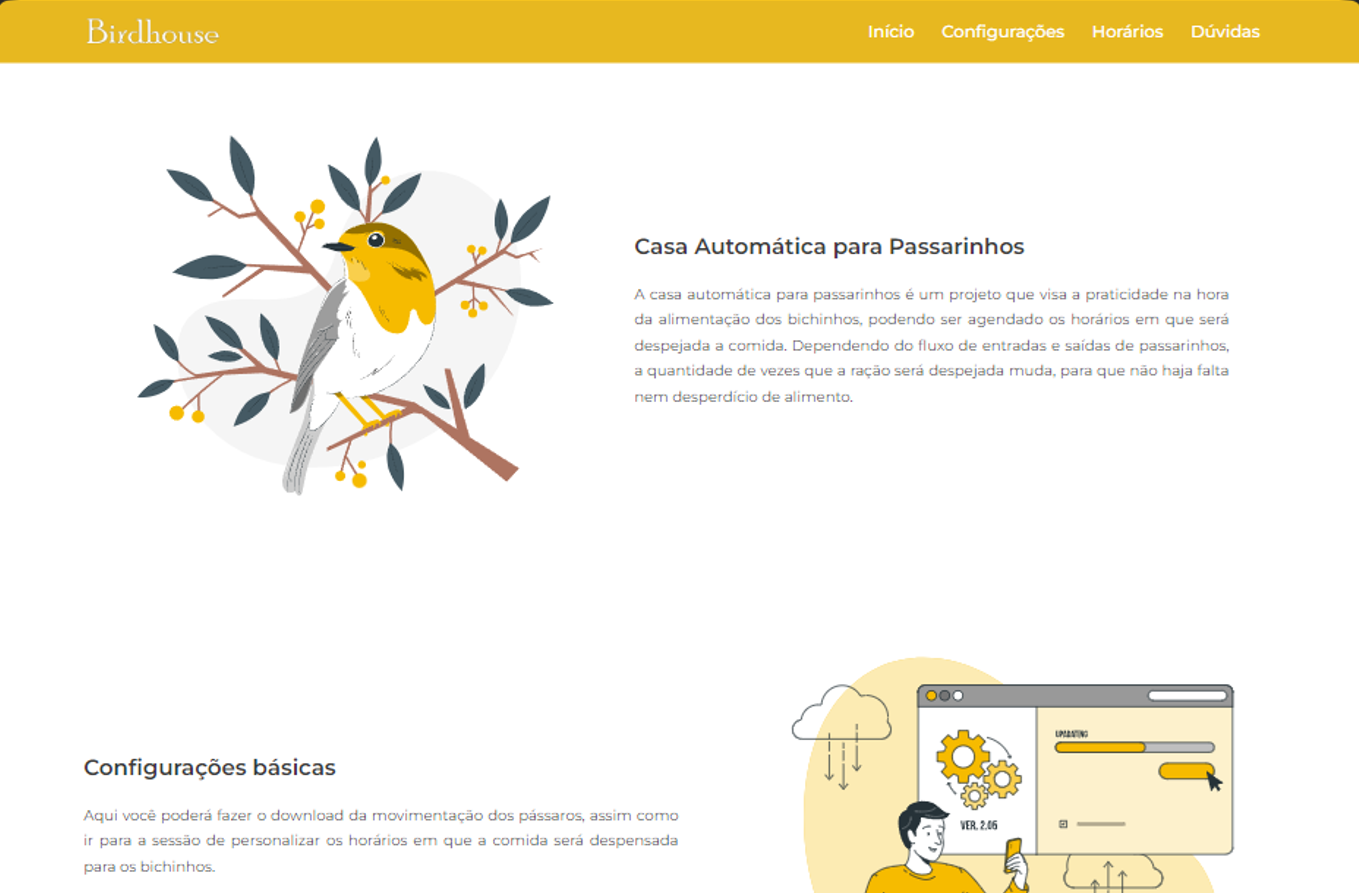 Birdhouse
Início Configurações Horários Dúvidas
Casa Automática para Passarinhos
A casa automática para passarinhos é um projeto que visa a praticidade na hora
da alimentação dos bichinhos, podendo ser agendado os horários em que será
despejada a comida. Dependendo do fluxo de entradas e saídas de passarinhos,
a quantidade de vezes que a ração será despejada muda, para que não haja falta
nem desperdício de alimento.
Configurações básicas
Aqui você poderá fazer o download da movimentação dos pássaros, assim como
ir para a sessão de personalizar os horários em que a comida será despensada
para os bichinhos.
UPADATING
VER, 2.06